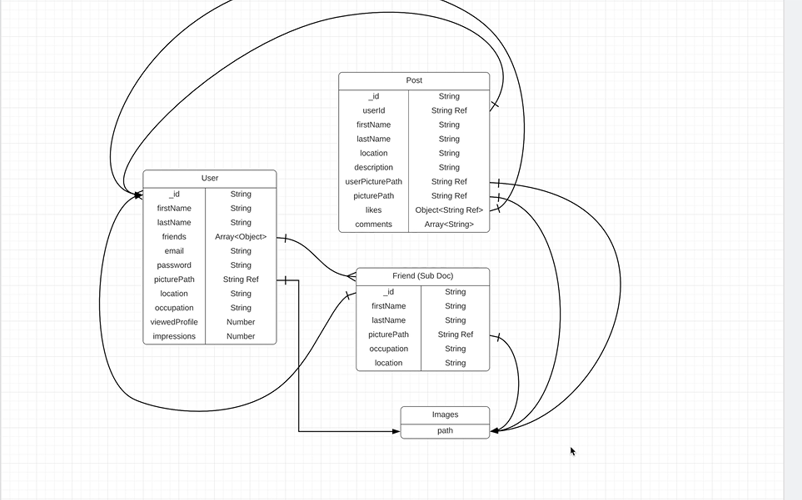 Post
_id String
userId String Ref
firstName String
lastName String
location String
description String
userPicturePath String Ref
picturePath String Ref
likes Object<String Ref>
comments Array<String>
User
_id String
firstName String
lastName String
friends Array<Object>
email String
password String
picturePath String Ref
location String
occupation String
viewedProfile Number
impressions Number
Friend (Sub Doc)
_id String
firstName String
lastName String
picturePath String Ref
occupation String
location String
Images
path